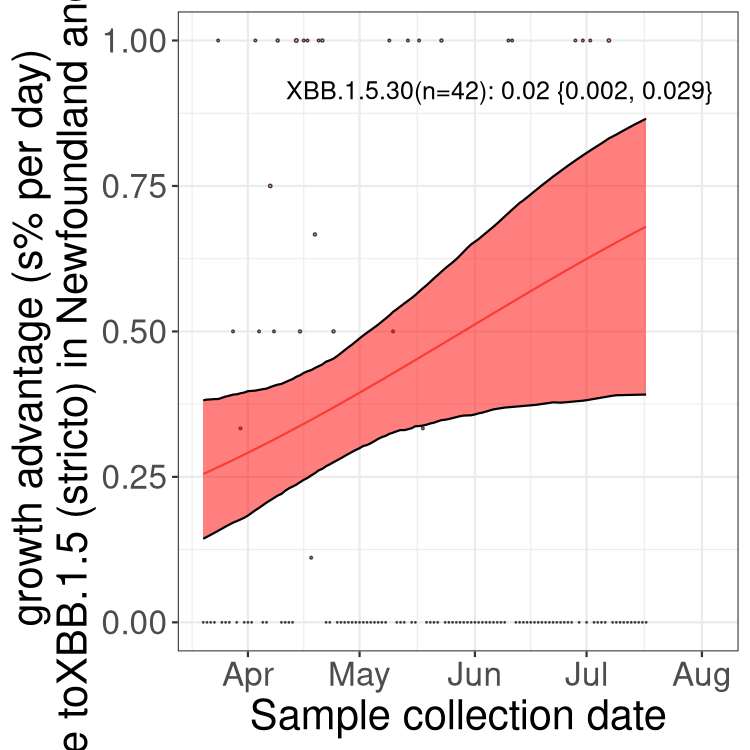 growth advantage (s% per day)
toXBB.1.5 (stricto) in Newfoundland
1.00
0.75
0.50
0.25
0.00
XBB.1.5.30(n=42): 0.02 {0.002, 0.029}
Apr
May
Jun
Jul
Aug
Sample collection date